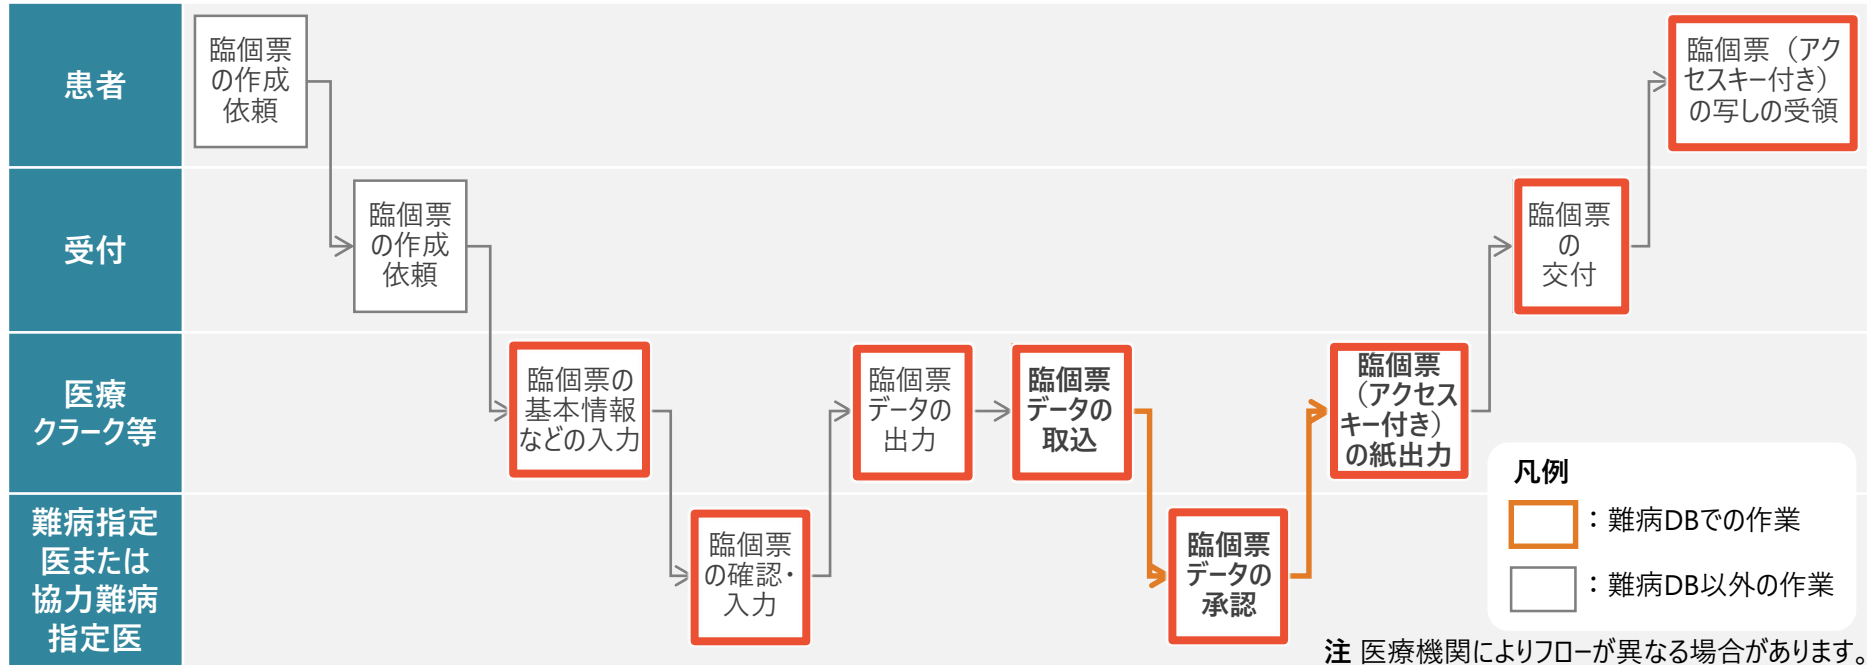 患者
臨個票
の作成
依頼
臨個票（アク
セスキー付き）
の写しの受領
受付
臨個票
の作成
依頼
臨個票
の
交付
医療
クラーク等
臨個票の
基本情報
などの入力
臨個票
データの
出力
臨個票
データの
取込
臨個票
（アクセス
キー付き）
の紙出力
難病指定
医または
協力難病
指定医
臨個票
の確認・
入力
臨個票
データの
承認
凡例
：難病DBでの作業
：難病DB以外の作業
注 医療機関によりフローが異なる場合があります。